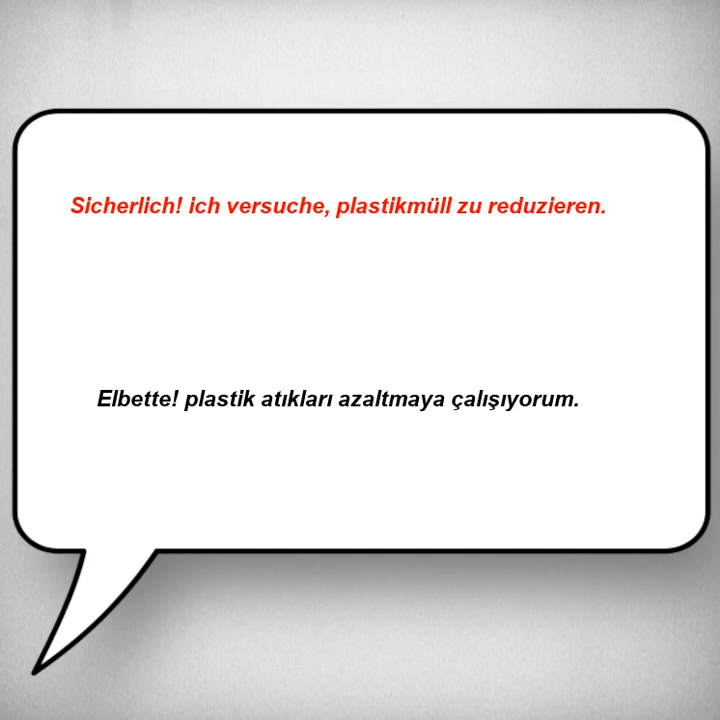 Sicherlich! ich versuche, plastikmüll zu reduzieren.
Elbette! plastik atıkları azaltmaya çalışıyorum.